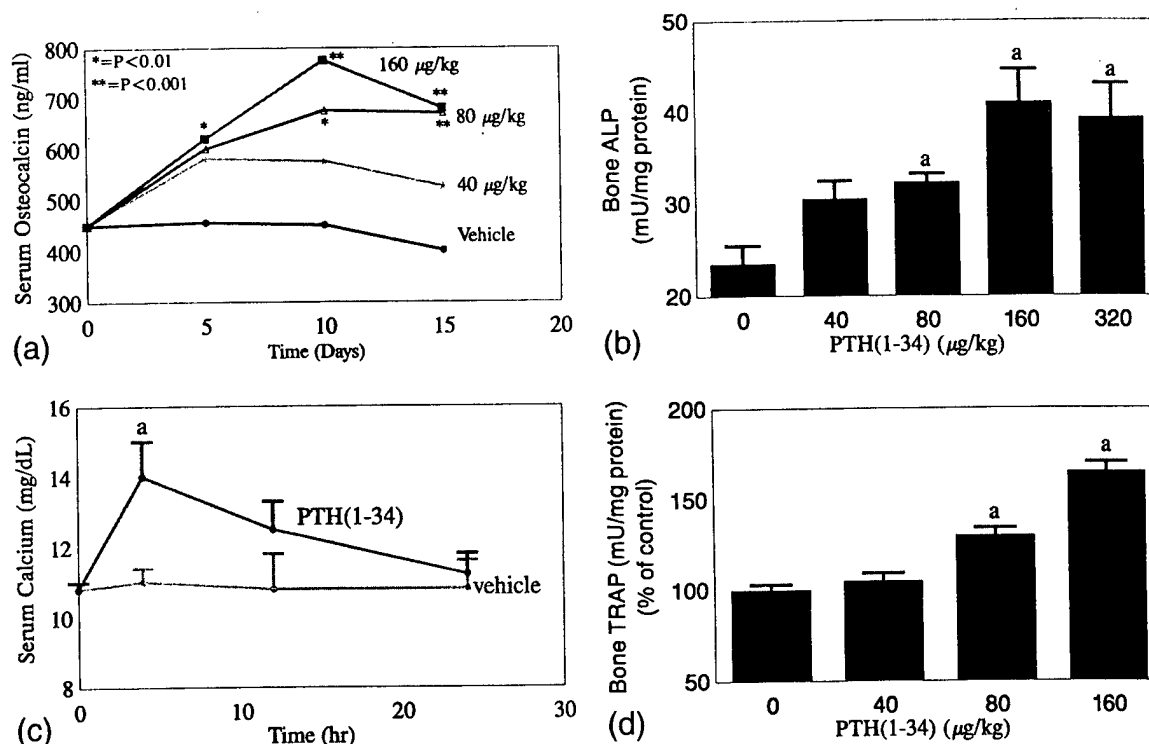 Serum Osteocalcin (ng/ml)
800
700
600
500
400
300
*=P<0.01
**=P<0.001
*
**
*
**
**
160 μg/kg
80 μg/kg
40 μg/kg
Vehicle
0 5 10 15 20
Time (Days)
(a)
Bone ALP
(mU/mg protein)
50
40
30
20
a
a
a
0 40 80 160 320
PTH(1-34) (μg/kg)
(b)
Serum Calcium (mg/dL)
16
14
12
10
8
a
PTH(1-34)
vehicle
0 10 20 30
Time (hr)
(c)
Bone TRAP (mU/mg protein)
(% of control)
200
150
100
50
a
a
0 40 80 160
PTH(1-34) (μg/kg)
(d)